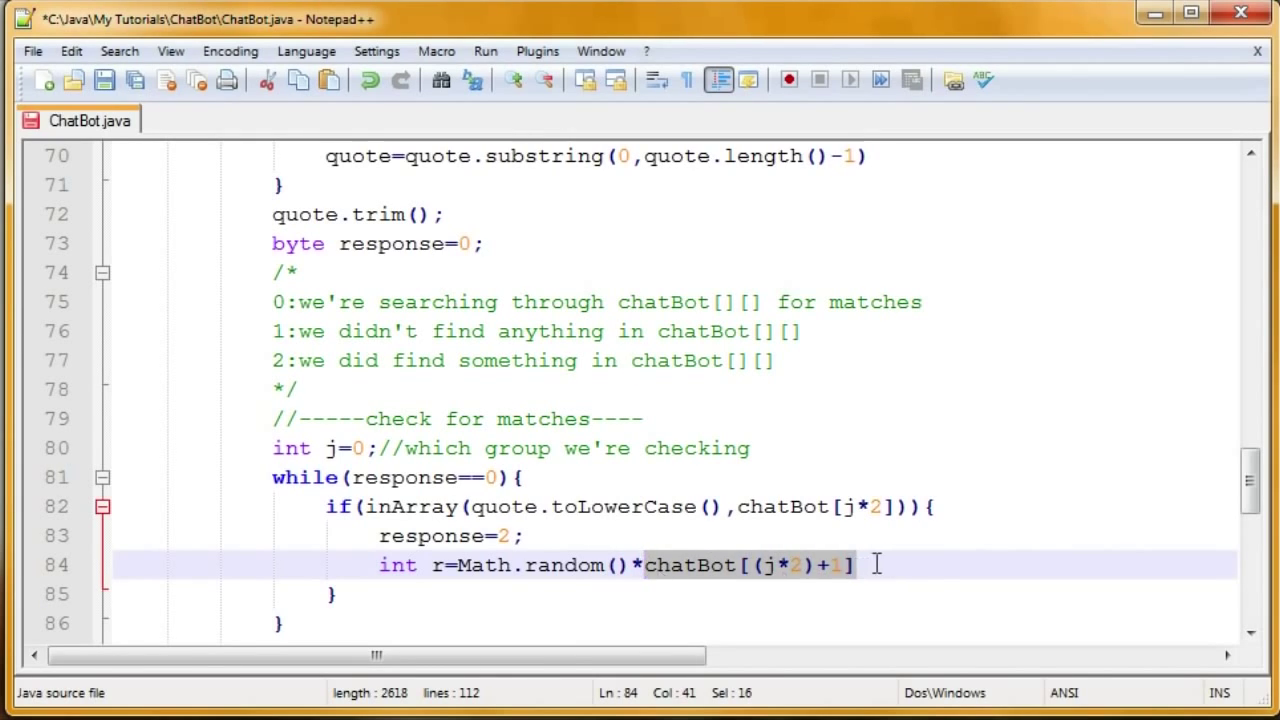 *C:\Java\My Tutorials\ChatBot\ChatBot.java - Notepad++
File Edit Search View Encoding Language Settings Macro Run Plugins Window ? X
ABC
ChatBot.java
70 quote=quote.substring(0,quote.length()-1)
71 }
72 quote.trim();
73 byte response=0;
74 /*
75 0:we're searching through chatBot[][] for matches
76 1:we didn't find anything in chatBot[][]
77 2:we did find something in chatBot[][]
78 */
79 //-----check for matches----
80 int j=0;//which group we're checking
81 while(response==0){
82 if(inArray(quote.toLowerCase(),chatBot[j*2])){
83 response=2;
84 int r=Math.random()*chatBot[(j*2)+1]
85 }
86 }
Java source file length : 2618 lines : 112 Ln : 84 Col : 41 Sel : 16 Dos\Windows ANSI INS